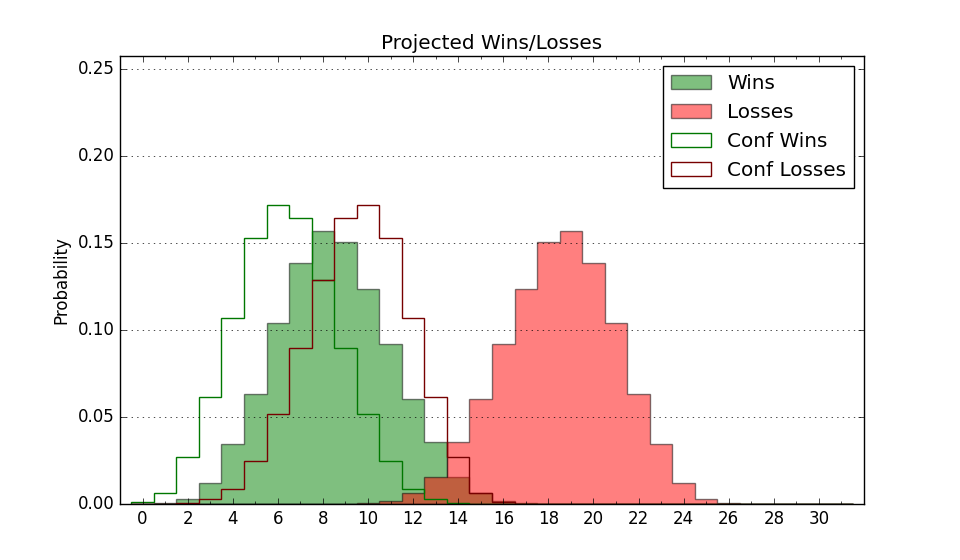 Projected Wins/Losses
0.25
0.20
0.15
0.10
0.05
0.00
Probability
Wins
Losses
Conf Wins
Conf Losses
0 2 4 6 8 10 12 14 16 18 20 22 24 26 28 30